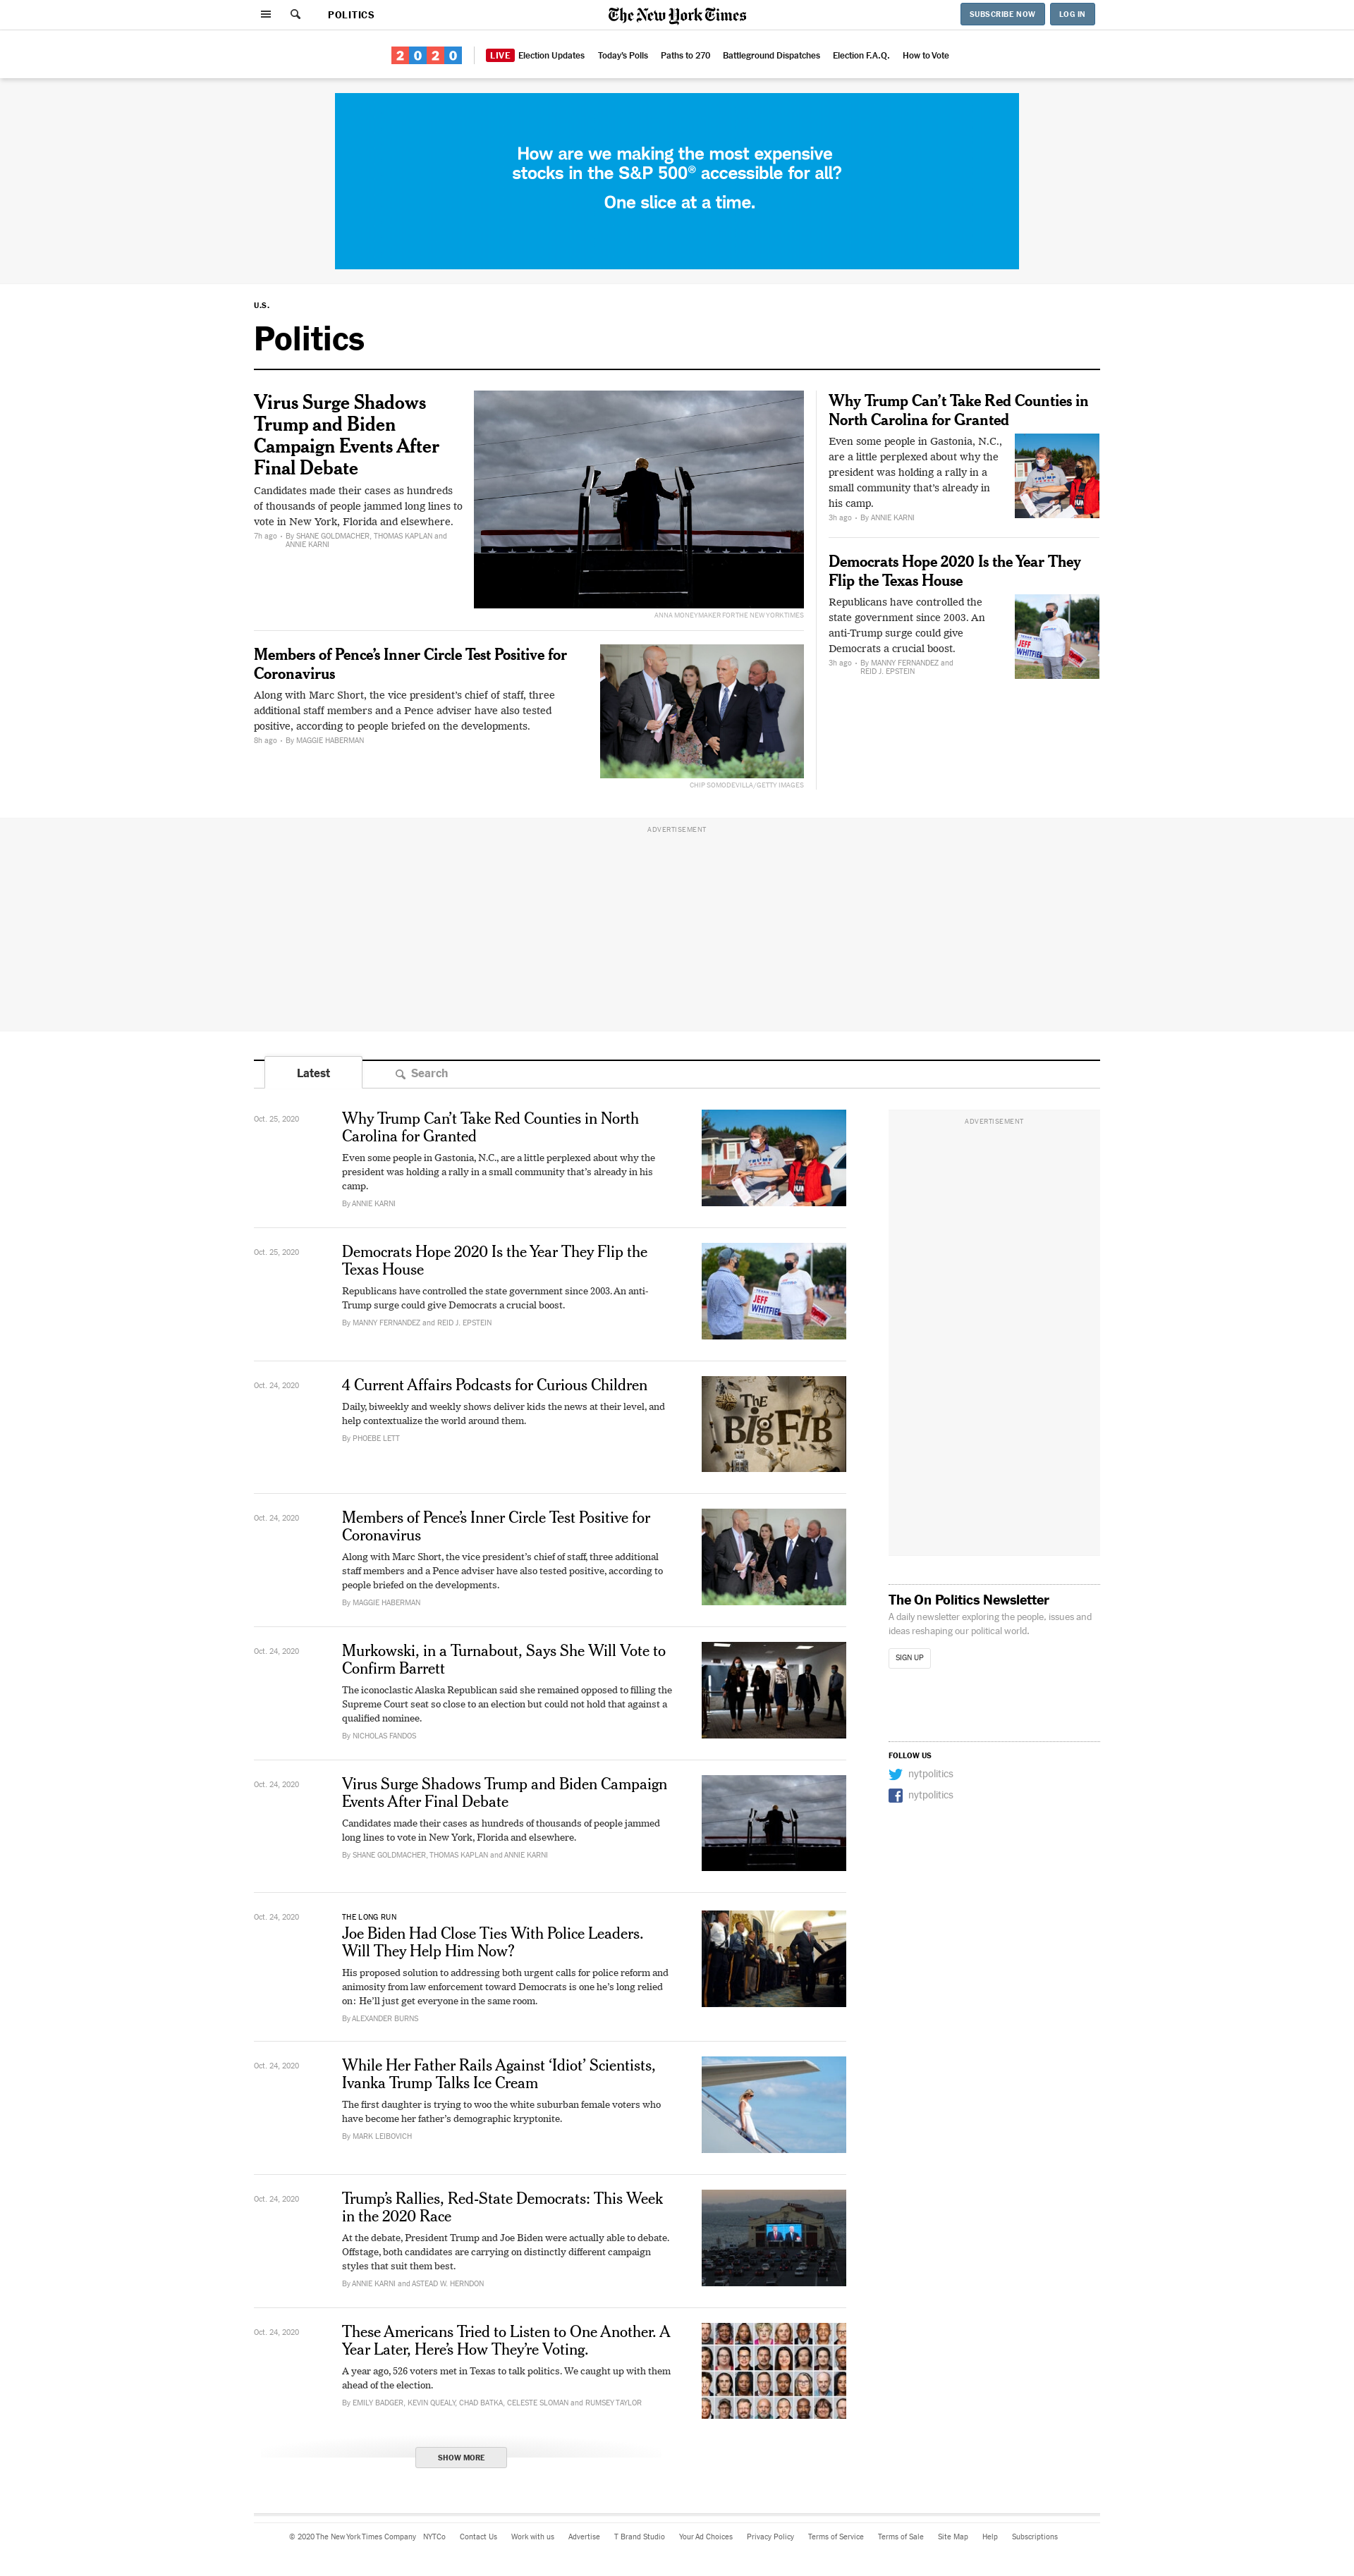 POLITICS
The New York Times
SUBSCRIBE NOW
LOG IN
2020
LIVE Election Updates
Today's Polls
Paths to 270
Battleground Dispatches
Election F.A.Q.
How to Vote
How are we making the most expensive
stocks in the S&P 500® accessible for all?
One slice at a time.
U.S.
Politics
Virus Surge Shadows
Trump and Biden
Campaign Events After
Final Debate
Candidates made their cases as hundreds
of thousands of people jammed long lines to
vote in New York, Florida and elsewhere.
7h ago • By SHANE GOLDMACHER, THOMAS KAPLAN and
ANNIE KARNI
ANNA MONEYMAKER FOR THE NEW YORK TIMES
Members of Pence’s Inner Circle Test Positive for
Coronavirus
Along with Marc Short, the vice president’s chief of staff, three
additional staff members and a Pence adviser have also tested
positive, according to people briefed on the developments.
8h ago • By MAGGIE HABERMAN
CHIP SOMODEVILLA/GETTY IMAGES
Why Trump Can’t Take Red Counties in
North Carolina for Granted
Even some people in Gastonia, N.C.,
are a little perplexed about why the
president was holding a rally in a
small community that’s already in
his camp.
3h ago • By ANNIE KARNI
Democrats Hope 2020 Is the Year They
Flip the Texas House
Republicans have controlled the
state government since 2003. An
anti-Trump surge could give
Democrats a crucial boost.
3h ago • By MANNY FERNANDEZ and
REID J. EPSTEIN
ADVERTISEMENT
Latest
Search
Oct. 25, 2020
Why Trump Can’t Take Red Counties in North
Carolina for Granted
Even some people in Gastonia, N.C., are a little perplexed about why the
president was holding a rally in a small community that’s already in his
camp.
By ANNIE KARNI
TRUMP
ADVERTISEMENT
Oct. 25, 2020
Democrats Hope 2020 Is the Year They Flip the
Texas House
Republicans have controlled the state government since 2003. An anti-
Trump surge could give Democrats a crucial boost.
By MANNY FERNANDEZ and REID J. EPSTEIN
JEFF
WHITFIELD
Oct. 24, 2020
4 Current Affairs Podcasts for Curious Children
Daily, biweekly and weekly shows deliver kids the news at their level, and
help contextualize the world around them.
By PHOEBE LETT
THE
BIG FIB
Oct. 24, 2020
Members of Pence’s Inner Circle Test Positive for
Coronavirus
Along with Marc Short, the vice president’s chief of staff, three additional
staff members and a Pence adviser have also tested positive, according to
people briefed on the developments.
By MAGGIE HABERMAN
The On Politics Newsletter
A daily newsletter exploring the people, issues and
ideas reshaping our political world.
SIGN UP
Oct. 24, 2020
Murkowski, in a Turnabout, Says She Will Vote to
Confirm Barrett
The iconoclastic Alaska Republican said she remained opposed to filling the
Supreme Court seat so close to an election but could not hold that against a
qualified nominee.
By NICHOLAS FANDOS
FOLLOW US
nytpolitics
nytpolitics
Oct. 24, 2020
Virus Surge Shadows Trump and Biden Campaign
Events After Final Debate
Candidates made their cases as hundreds of thousands of people jammed
long lines to vote in New York, Florida and elsewhere.
By SHANE GOLDMACHER, THOMAS KAPLAN and ANNIE KARNI
Oct. 24, 2020
THE LONG RUN
Joe Biden Had Close Ties With Police Leaders.
Will They Help Him Now?
His proposed solution to addressing both urgent calls for police reform and
animosity from law enforcement toward Democrats is one he’s long relied
on: He’ll just get everyone in the same room.
By ALEXANDER BURNS
Oct. 24, 2020
While Her Father Rails Against ‘Idiot’ Scientists,
Ivanka Trump Talks Ice Cream
The first daughter is trying to woo the white suburban female voters who
have become her father’s demographic kryptonite.
By MARK LEIBOVICH
Oct. 24, 2020
Trump’s Rallies, Red-State Democrats: This Week
in the 2020 Race
At the debate, President Trump and Joe Biden were actually able to debate.
Offstage, both candidates are carrying on distinctly different campaign
styles that suit them best.
By ANNIE KARNI and ASTEAD W. HERNDON
Oct. 24, 2020
These Americans Tried to Listen to One Another. A
Year Later, Here’s How They’re Voting.
A year ago, 526 voters met in Texas to talk politics. We caught up with them
ahead of the election.
By EMILY BADGER, KEVIN QUEALY, CHAD BATKA, CELESTE SLOMAN and RUMSEY TAYLOR
SHOW MORE
© 2020 The New York Times Company NYTCo Contact Us Work with us Advertise T Brand Studio Your Ad Choices Privacy Policy Terms of Service Terms of Sale Site Map Help Subscriptions